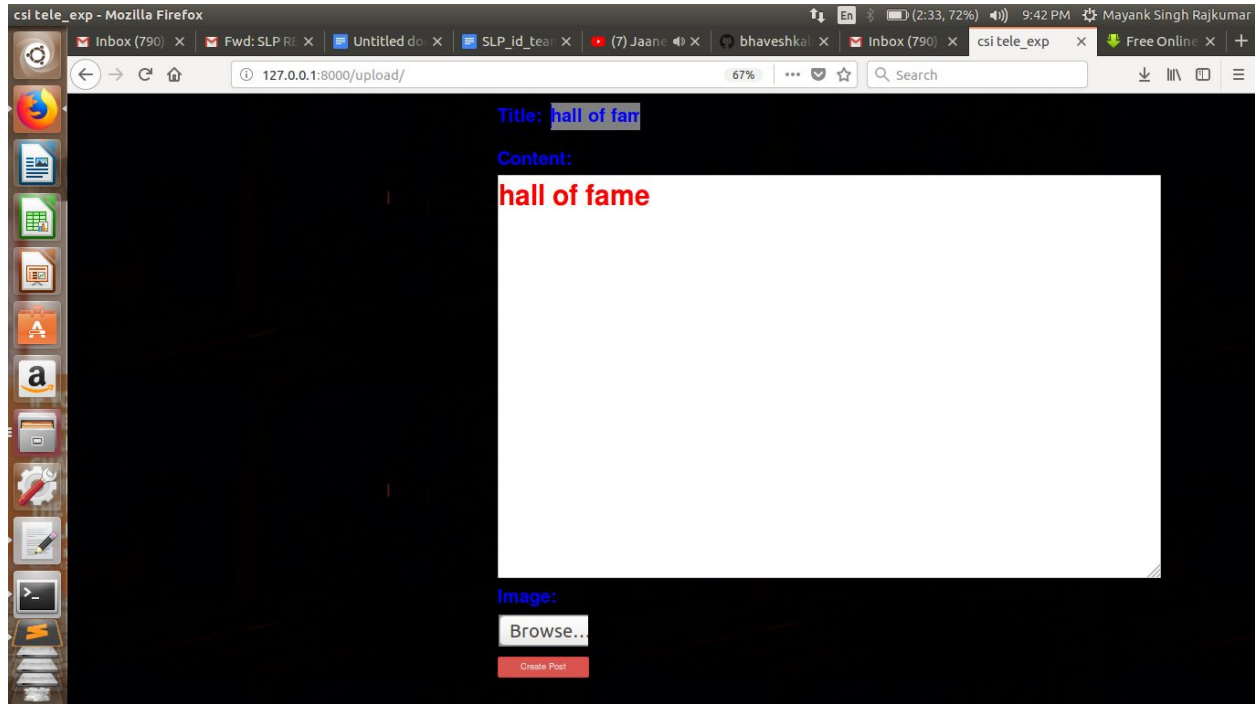 csi tele_exp - Mozilla Firefox
En (2:33, 72%) 9:42 PM Mayank Singh Rajkumar
Inbox (790) Fwd: SLP RE Untitled do SLP_id_tear (7) Jaane bhaveshkal Inbox (790) csi tele_exp Free Online
127.0.0.1:8000/upload/ 67% Search
Title: hall of fam
Content:
hall of fame
Image:
Browse...
Create Post